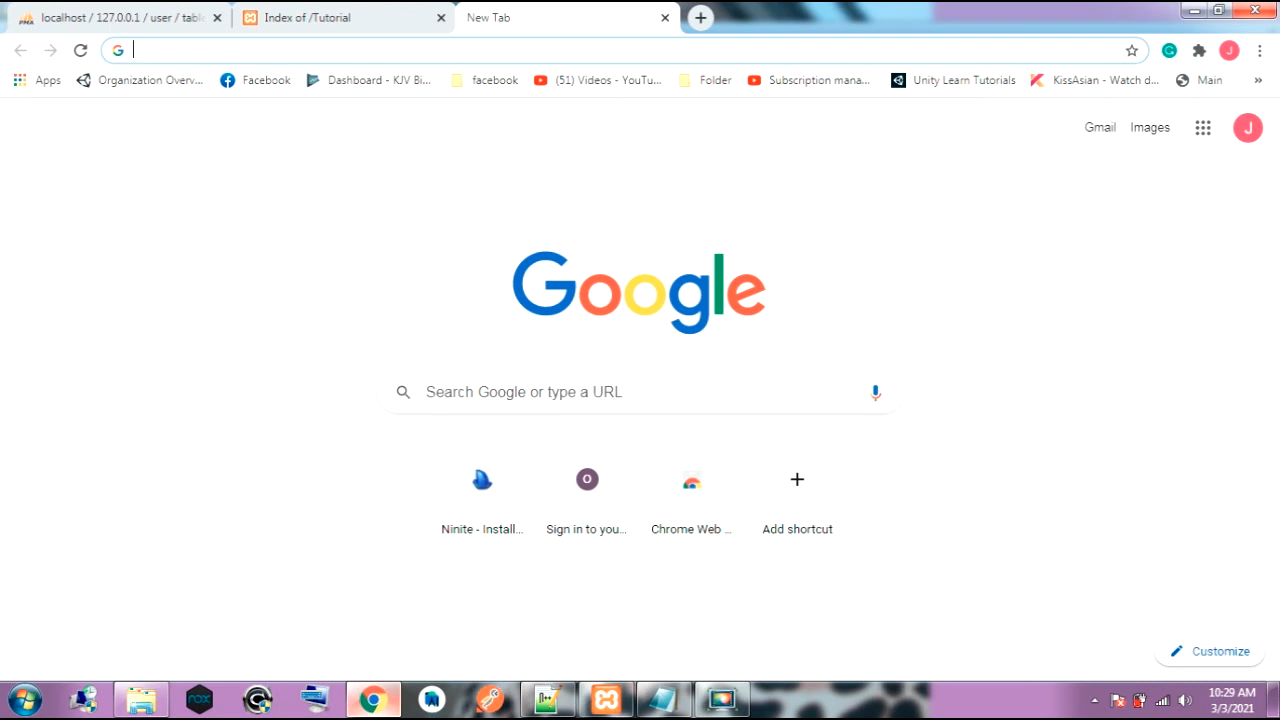 localhost / 127.0.0.1 / user / table
Index of /Tutorial
New Tab
Apps
Organization Overv...
Facebook
Dashboard - KJV Bi...
facebook
(51) Videos - YouTu...
Folder
Subscription mana...
Unity Learn Tutorials
KissAsian - Watch d...
Main
»
Gmail
Images
J
Google
Search Google or type a URL
O
Ninite - Install...
Sign in to you...
Chrome Web ...
Add shortcut
Customize
nox
10:29 AM
3/3/2021